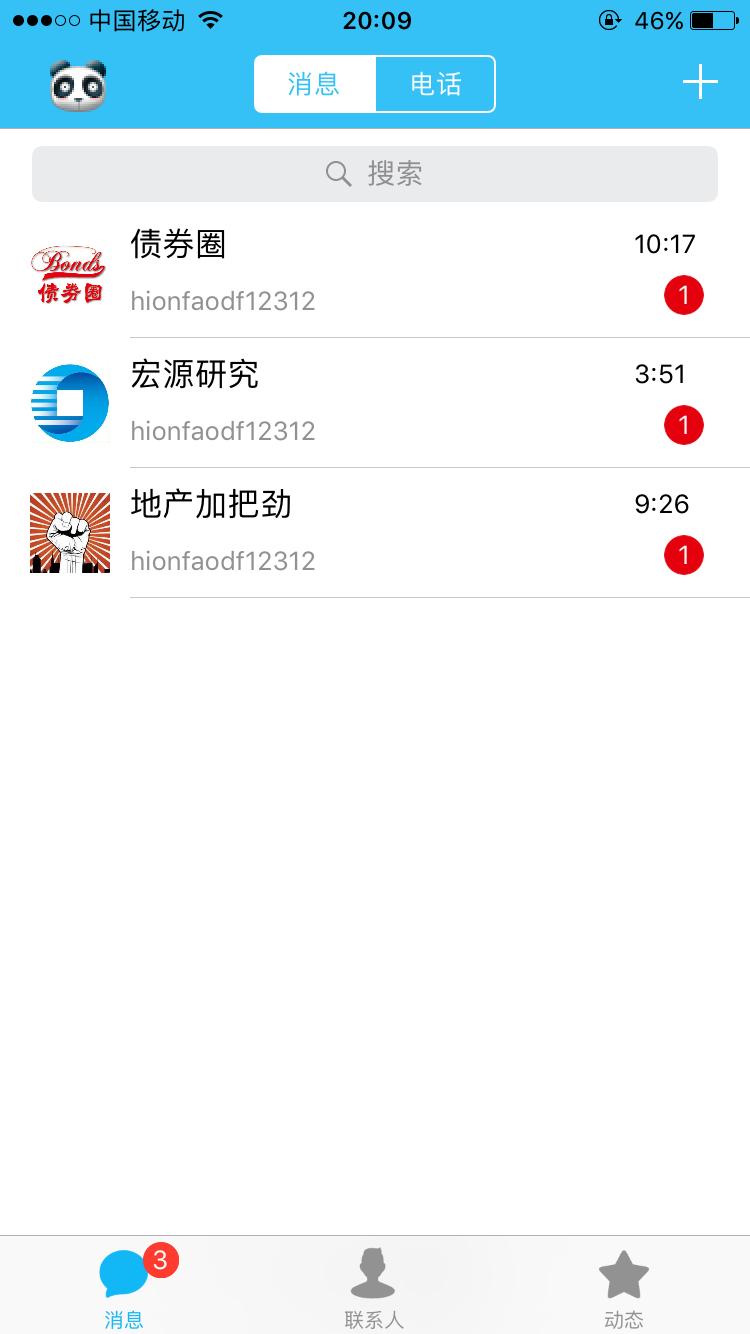 中国移动 20:09 46%
消息 电话
搜索
Bonds
债券圈
债券圈 10:17
hionfaodf12312 1
宏源研究 3:51
hionfaodf12312 1
地产加把劲 9:26
hionfaodf12312 1
3
消息 联系人 动态